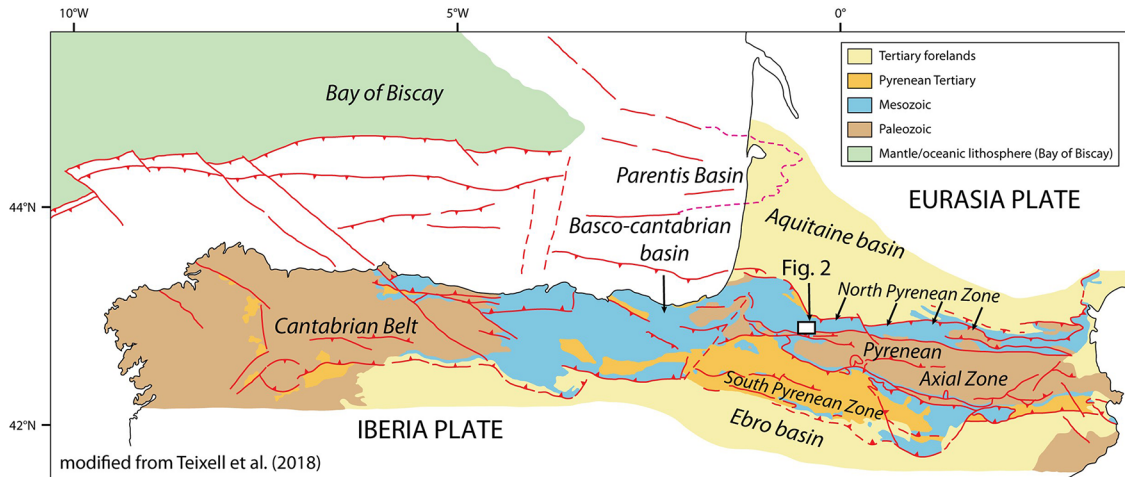 10°W
5°W
0°
Tertiary forelands
Pyrenean Tertiary
Mesozoic
Paleozoic
Mantle/oceanic lithosphere (Bay of Biscay)
Bay of Biscay
Parentis Basin
EURASIA PLATE
44°N
Basco-cantabrian
basin
Aquitaine basin
Fig. 2
North Pyrenean Zone
Cantabrian Belt
Pyrenean
Axial Zone
South Pyrenean Zone
Ebro basin
42°N
IBERIA PLATE
modified from Teixell et al. (2018)